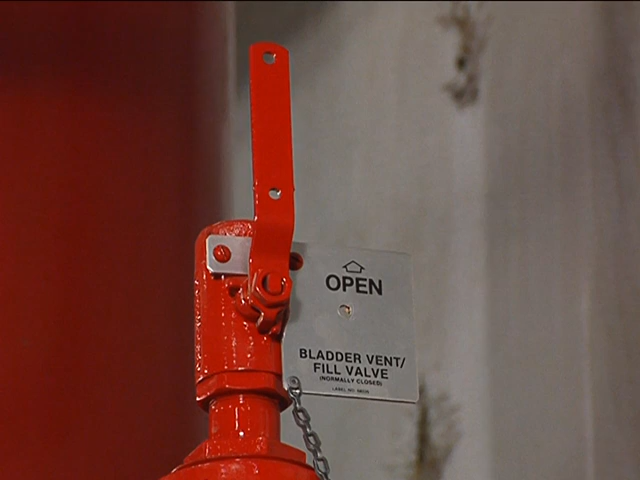 OPEN
BLADDER VENT/
FILL VALVE
(NORMALLY CLOSED)